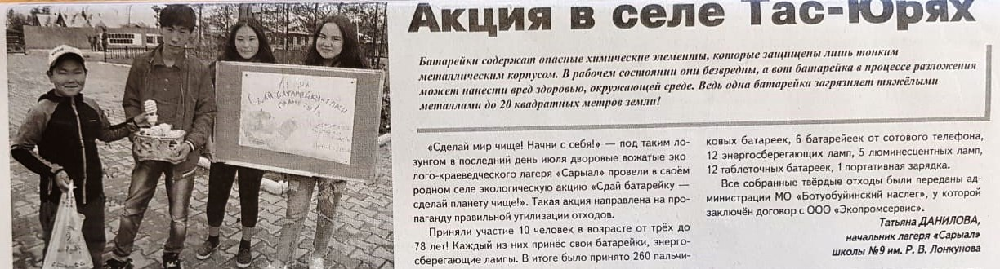 Акция в селе Тас-Юрях
Батарейки содержат опасные химические элементы, которые защищены лишь тонким
металлическим корпусом. В рабочем состоянии они безвредны, а вот батарейка в процессе разложения
может нанести вред здоровью, окружающей среде. Ведь одна батарейка загрязняет тяжёлыми
металлами до 20 квадратных метров земли!
Акция
Сдай батарейку - спаси
планету!
«Сделай мир чище! Начни с себя!» — под таким ло-
зунгом в последний день июля дворовые вожатые эко-
лого-краеведческого лагеря «Сарыал» провели в своём
родном селе экологическую акцию «Сдай батарейку —
сделай планету чище!». Такая акция направлена на про-
паганду правильной утилизации отходов.
Приняли участие 10 человек в возрасте от трёх до
78 лет! Каждый из них принёс свои батарейки, энерго-
сберегающие лампы. В итоге было принято 260 пальчи-
ковых батареек, 6 батарейеек от сотового телефона,
12 энергосберегающих ламп, 5 люминесцентных ламп,
12 таблеточных батареек, 1 портативная зарядка.
Все собранные твёрдые отходы были переданы ад-
министрации МО «Ботуобуйинский наслег», у которой
заключён договор с ООО «Экопромсервис».
Татьяна ДАНИЛОВА,
начальник лагеря «Сарыал»
школы №9 им. Р. В. Лонкунова